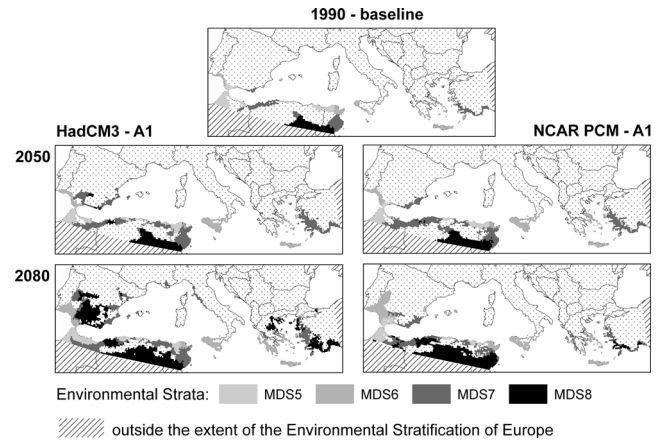 1990 - baseline
HadCM3 - A1
NCAR PCM - A1
2050
2080
Environmental Strata: MDS5 MDS6 MDS7 MDS8
outside the extent of the Environmental Stratification of Europe